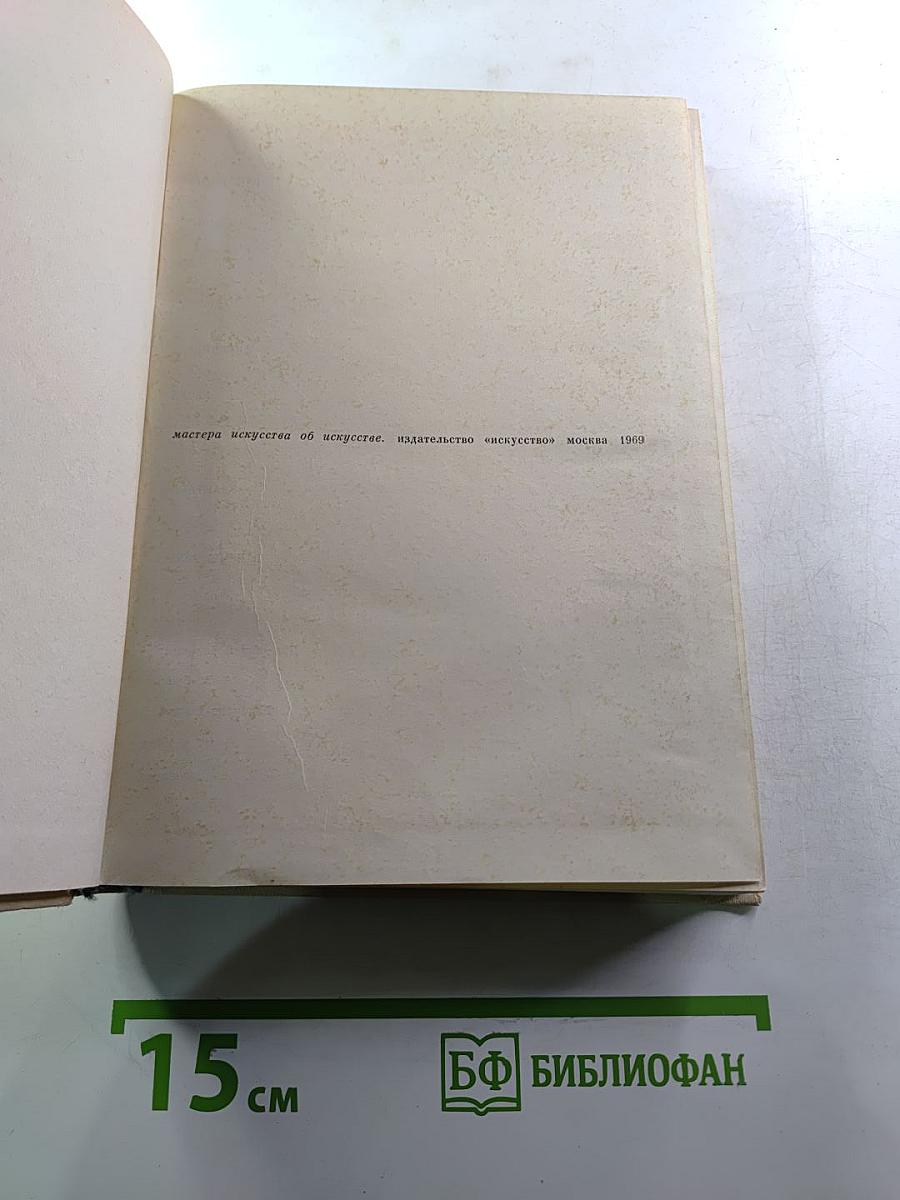 мастера искусства об искусстве. издательство «искусство» москва 1969
15 см
БФ БИБЛИОФАН